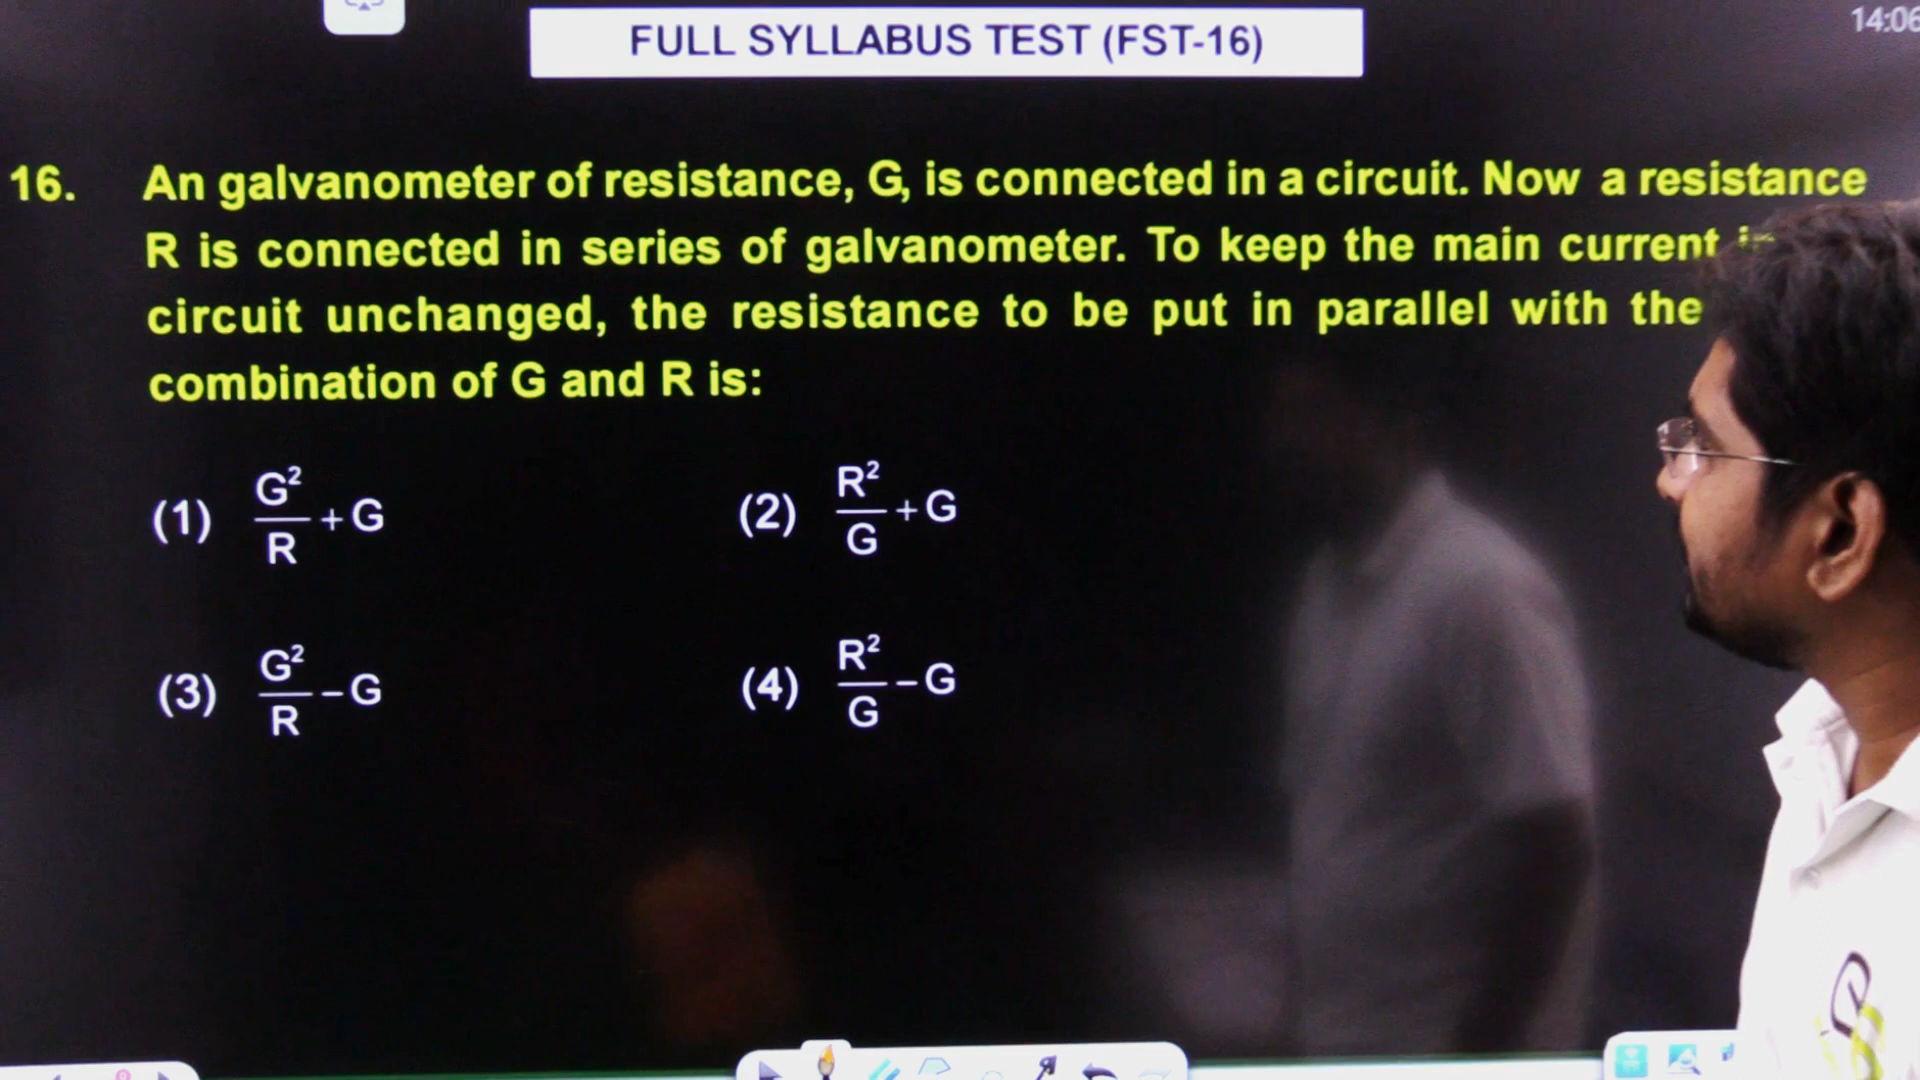 14:06
FULL SYLLABUS TEST (FST-16)
16. An galvanometer of resistance, G, is connected in a circuit. Now a resistance
R is connected in series of galvanometer. To keep the main current
circuit unchanged, the resistance to be put in parallel with the
combination of G and R is:
(1) G²/R + G (2) R²/G + G
(3) G²/R − G (4) R²/G − G